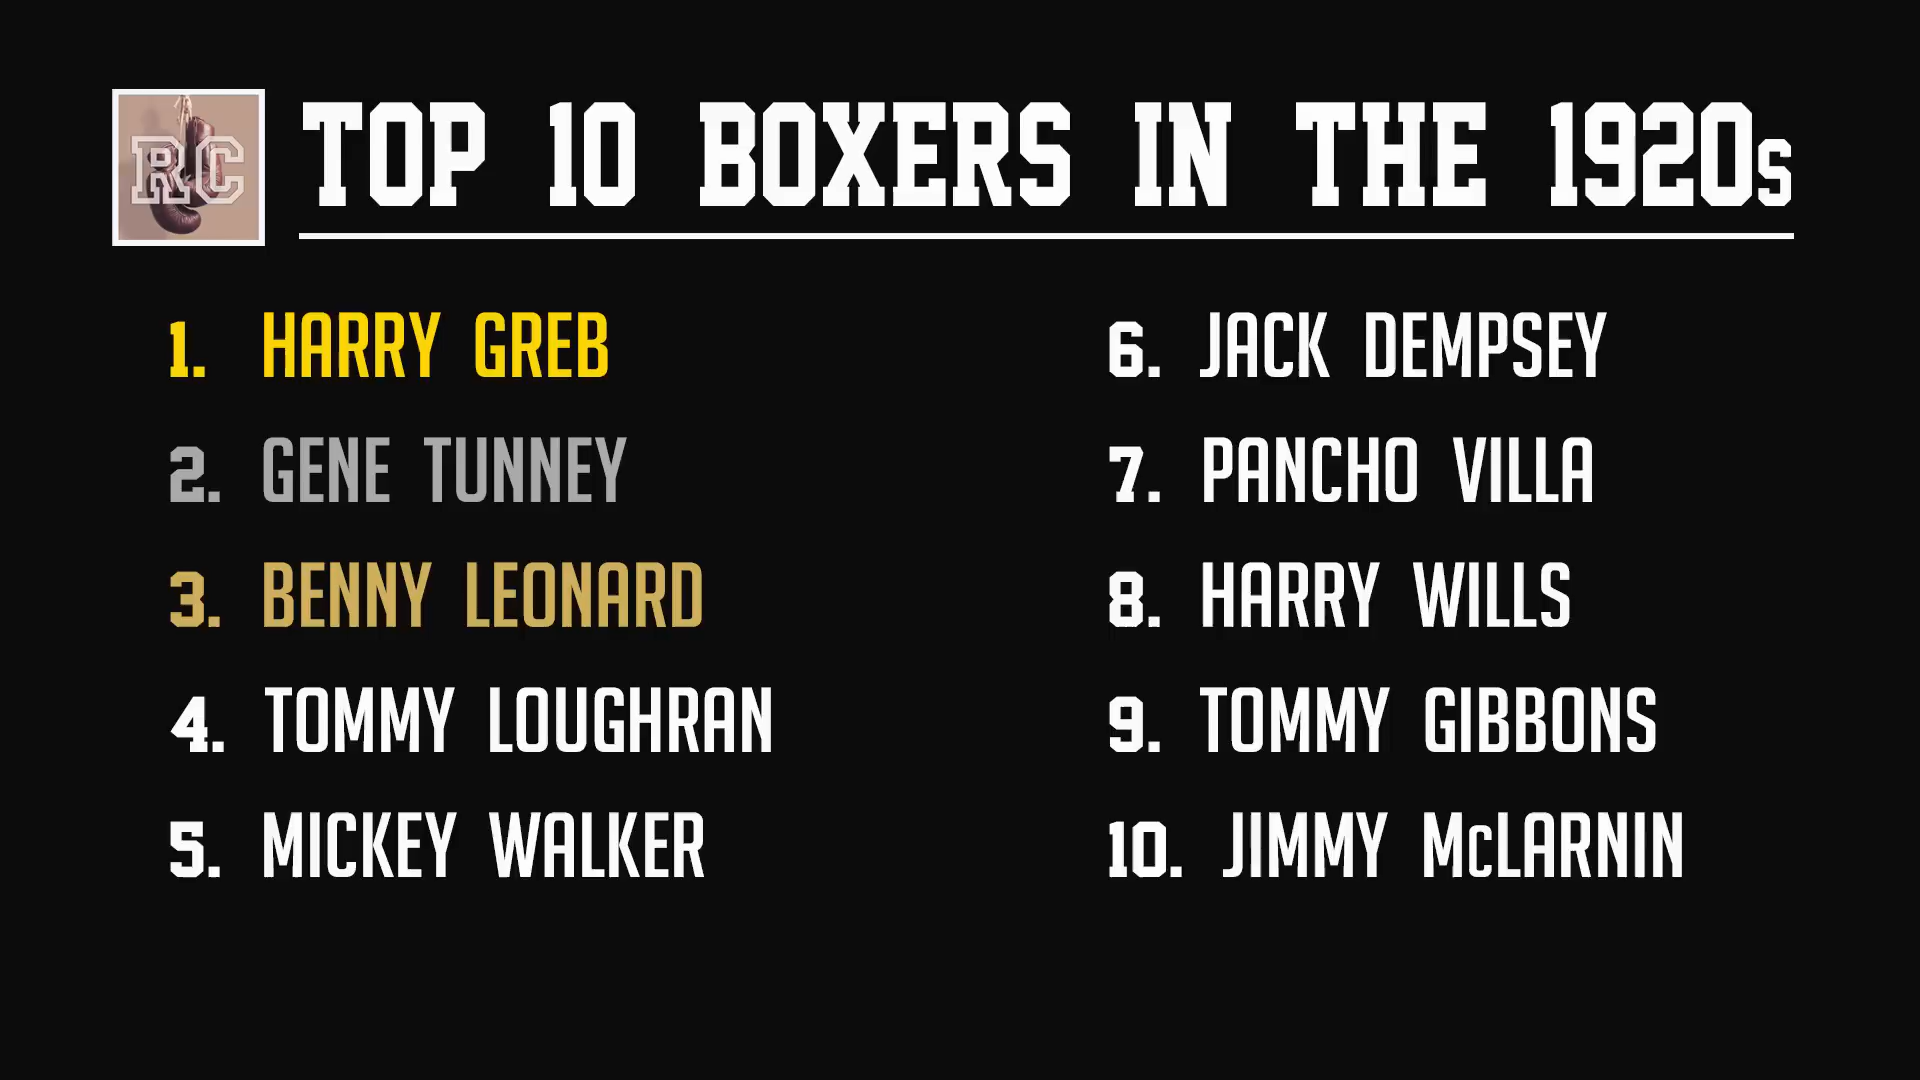 RC
TOP 10 BOXERS IN THE 1920s
1. HARRY GREB
2. GENE TUNNEY
3. BENNY LEONARD
4. TOMMY LOUGHRAN
5. MICKEY WALKER
6. JACK DEMPSEY
7. PANCHO VILLA
8. HARRY WILLS
9. TOMMY GIBBONS
10. JIMMY McLARNIN